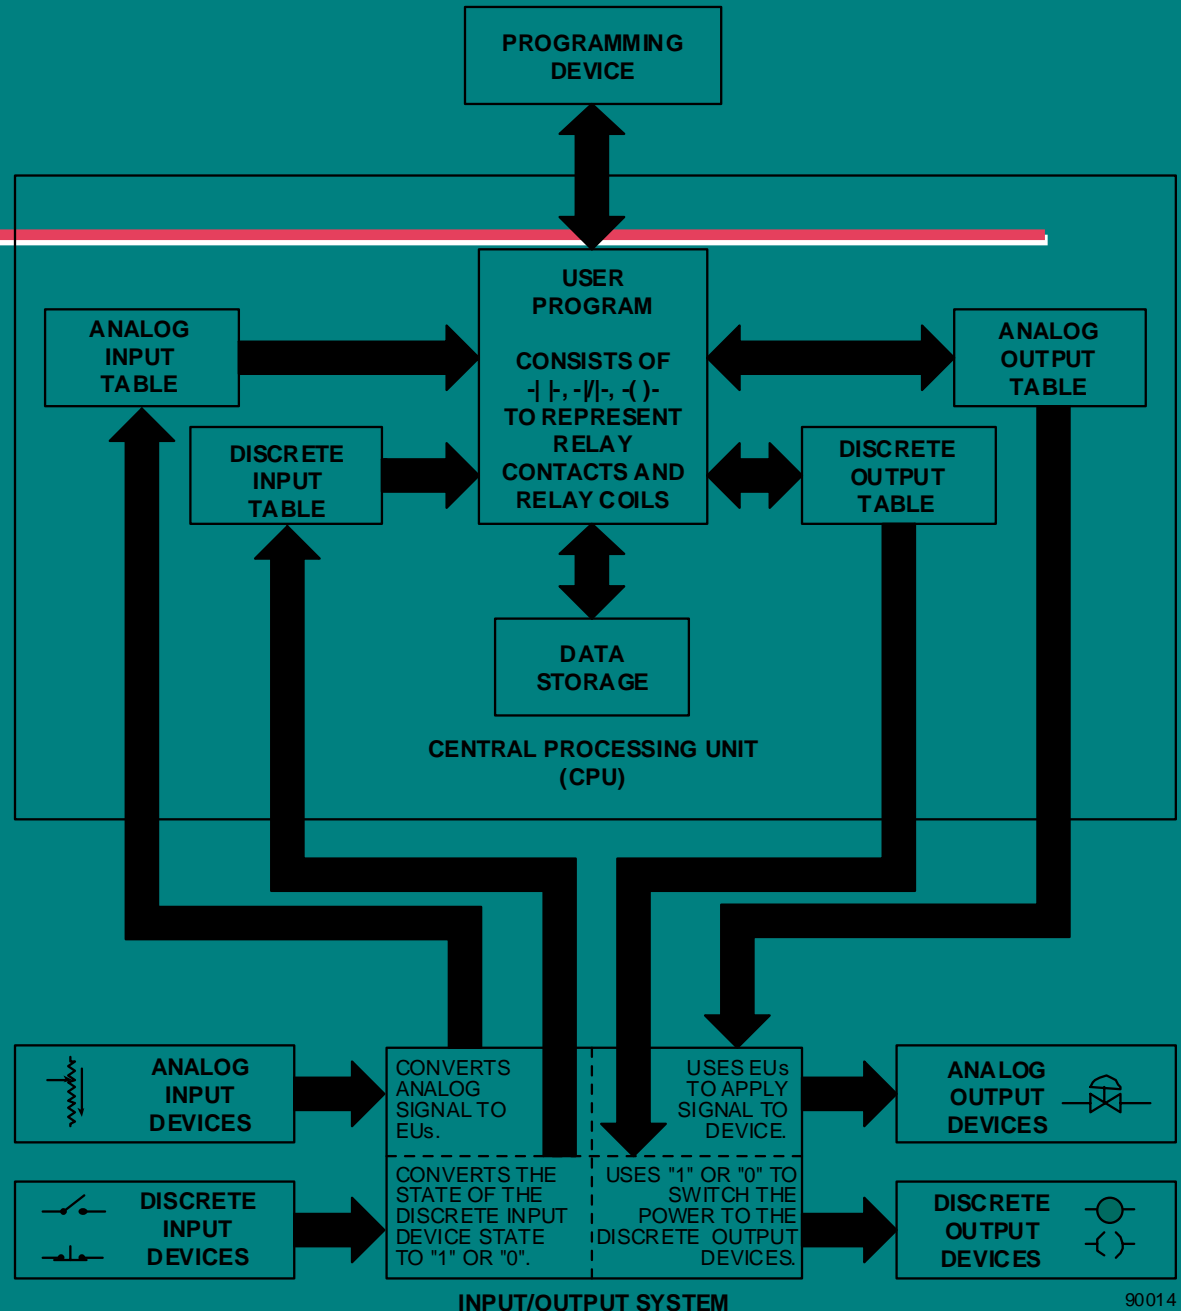 PROGRAMMING
DEVICE
USER
PROGRAM
CONSISTS OF
-| |-, -|/|-, -( )-
TO REPRESENT
RELAY
CONTACTS AND
RELAY COILS
ANALOG
INPUT
TABLE
ANALOG
OUTPUT
TABLE
DISCRETE
INPUT
TABLE
DISCRETE
OUTPUT
TABLE
DATA
STORAGE
CENTRAL PROCESSING UNIT
(CPU)
ANALOG
INPUT
DEVICES
CONVERTS
ANALOG
SIGNAL TO
EUs.
USES EUs
TO APPLY
SIGNAL TO
DEVICE.
ANALOG
OUTPUT
DEVICES
DISCRETE
INPUT
DEVICES
CONVERTS THE
STATE OF THE
DISCRETE INPUT
DEVICE STATE
TO "1" OR "0".
USES "1" OR "0" TO
SWITCH THE
POWER TO THE
DISCRETE OUTPUT
DEVICES.
DISCRETE
OUTPUT
DEVICES
INPUT/OUTPUT SYSTEM
90014